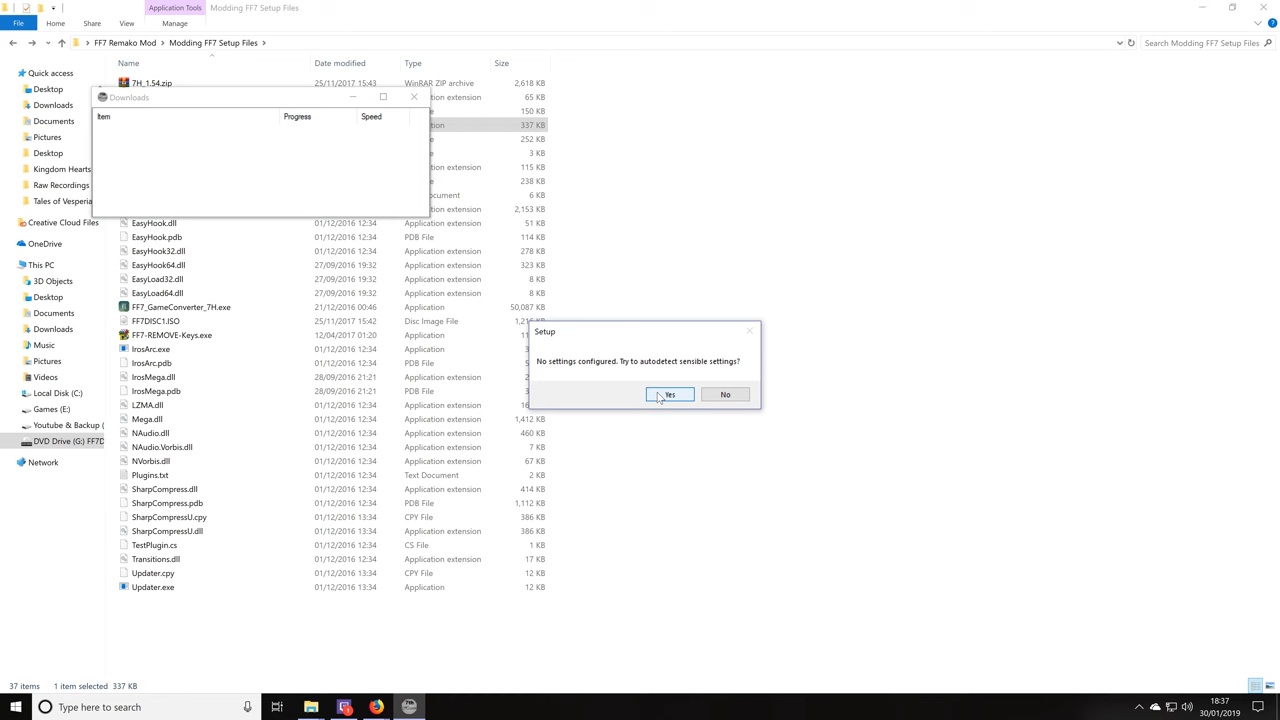 Application Tools
Modding FF7 Setup Files
File
Home
Share
View
Manage
FF7 Remako Mod
Modding FF7 Setup Files
Search Modding FF7 Setup Files
Name
Date modified
Type
Size
7H_1.54.zip
25/11/2017 15:43
WinRAR ZIP archive
2,618 KB
Downloads
extension
65 KB
150 KB
337 KB
252 KB
3 KB
extension
115 KB
238 KB
6 KB
extension
2,153 KB
Item
Progress
Speed
EasyHook.dll
01/12/2016 12:34
Application extension
51 KB
EasyHook.pdb
01/12/2016 12:34
PDB File
114 KB
EasyHook32.dll
01/12/2016 12:34
Application extension
278 KB
EasyHook64.dll
27/09/2016 19:32
Application extension
323 KB
EasyLoad32.dll
27/09/2016 19:32
Application extension
8 KB
EasyLoad64.dll
27/09/2016 19:32
Application extension
8 KB
FF7_GameConverter_7H.exe
21/12/2016 00:46
Application
50,087 KB
FF7DISC1.ISO
25/11/2017 15:42
Disc Image File
FF7-REMOVE-Keys.exe
12/04/2017 01:20
Application
IrosArc.exe
01/12/2016 12:34
Application
IrosArc.pdb
01/12/2016 12:34
PDB File
IrosMega.dll
28/09/2016 21:21
Application extension
IrosMega.pdb
28/09/2016 21:21
PDB File
LZMA.dll
01/12/2016 12:34
Application extension
Mega.dll
01/12/2016 12:34
Application extension
1,412 KB
NAudio.dll
01/12/2016 12:34
Application extension
460 KB
NAudio.Vorbis.dll
01/12/2016 12:34
Application extension
7 KB
NVorbis.dll
01/12/2016 12:34
Application extension
67 KB
Plugins.txt
01/12/2016 12:34
Text Document
2 KB
SharpCompress.dll
01/12/2016 12:34
Application extension
414 KB
SharpCompress.pdb
01/12/2016 12:34
PDB File
1,112 KB
SharpCompressU.cpy
01/12/2016 13:34
CPY File
386 KB
SharpCompressU.dll
01/12/2016 13:34
Application extension
386 KB
TestPlugin.cs
01/12/2016 12:34
CS File
1 KB
Transitions.dll
01/12/2016 12:34
Application extension
17 KB
Updater.cpy
01/12/2016 13:34
CPY File
12 KB
Updater.exe
01/12/2016 13:34
Application
12 KB
Quick access
Desktop
Downloads
Documents
Pictures
Desktop
Kingdom Hearts
Raw Recordings
Tales of Vesperia
Creative Cloud Files
OneDrive
This PC
3D Objects
Desktop
Documents
Downloads
Music
Pictures
Videos
Local Disk (C:)
Games (E:)
Youtube & Backup (
DVD Drive (G:) FF7D
Network
Setup
No settings configured. Try to autodetect sensible settings?
Yes
No
37 items
1 item selected 337 KB
Type here to search
18:37
30/01/2019